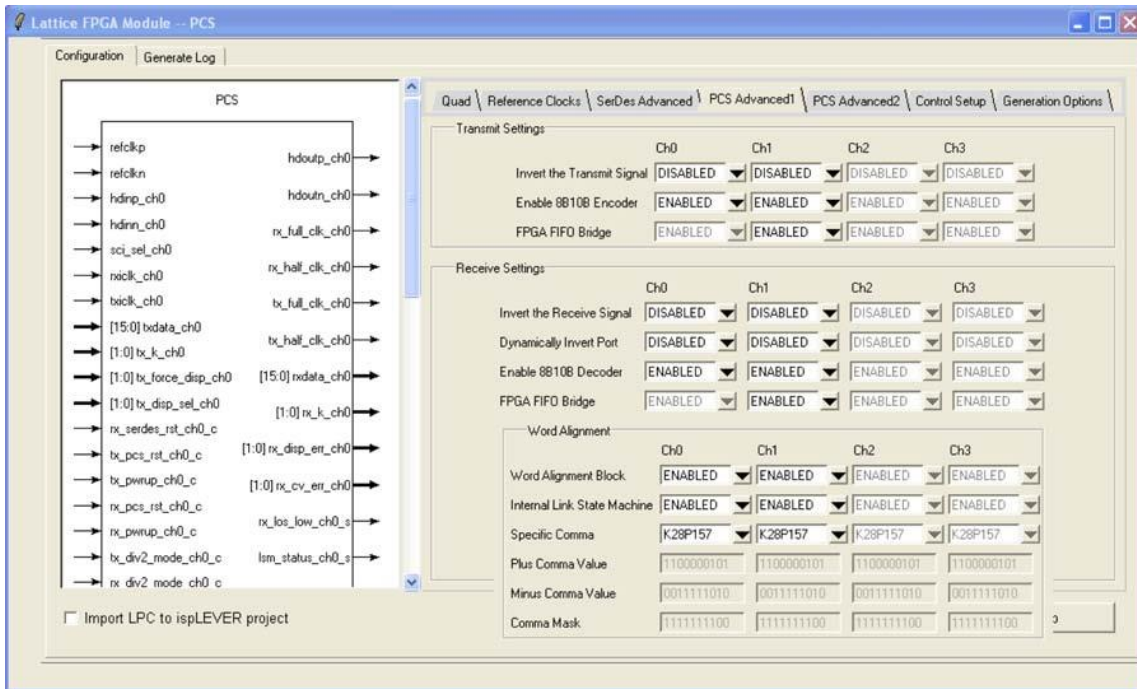 Lattice FPGA Module -- PCS
Configuration Generate Log
PCS
refclkp
refclkn
hdinp_ch0
hdinn_ch0
sci_sel_ch0
rxiclk_ch0
txiclk_ch0
[15:0] txdata_ch0
[1:0] tx_k_ch0
[1:0] tx_force_disp_ch0
[1:0] tx_disp_sel_ch0
rx_serdes_rst_ch0_c
tx_pcs_rst_ch0_c
tx_pwrup_ch0_c
rx_pcs_rst_ch0_c
rx_pwrup_ch0_c
tx_div2_mode_ch0_c
rx_div2_mode_ch0_c
hdoutp_ch0
hdoutn_ch0
rx_full_clk_ch0
rx_half_clk_ch0
tx_full_clk_ch0
tx_half_clk_ch0
[15:0] rxdata_ch0
[1:0] rx_k_ch0
[1:0] rx_disp_err_ch0
[1:0] rx_cv_err_ch0
rx_los_low_ch0_s
lsm_status_ch0_s
Import LPC to ispLEVER project
Quad Reference Clocks SerDes Advanced PCS Advanced1 PCS Advanced2 Control Setup Generation Options
Transmit Settings
Ch0 Ch1 Ch2 Ch3
Invert the Transmit Signal DISABLED DISABLED DISABLED DISABLED
Enable 8B10B Encoder ENABLED ENABLED ENABLED ENABLED
FPGA FIFO Bridge ENABLED ENABLED ENABLED ENABLED
Receive Settings
Ch0 Ch1 Ch2 Ch3
Invert the Receive Signal DISABLED DISABLED DISABLED DISABLED
Dynamically Invert Port DISABLED DISABLED DISABLED DISABLED
Enable 8B10B Decoder ENABLED ENABLED ENABLED ENABLED
FPGA FIFO Bridge ENABLED ENABLED ENABLED ENABLED
Word Alignment
Ch0 Ch1 Ch2 Ch3
Word Alignment Block ENABLED ENABLED ENABLED ENABLED
Internal Link State Machine ENABLED ENABLED ENABLED ENABLED
Specific Comma K28P157 K28P157 K28P157 K28P157
Plus Comma Value 1100000101 1100000101 1100000101 1100000101
Minus Comma Value 0011111010 0011111010 0011111010 0011111010
Comma Mask 1111111100 1111111100 1111111100 1111111100